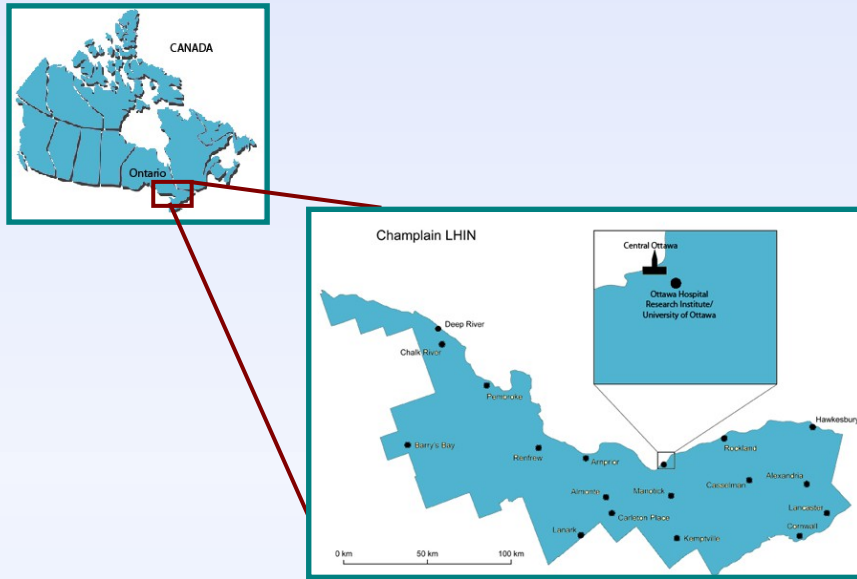 CANADA
Ontario
Champlain LHIN
Central Ottawa
Ottawa Hospital
Research Institute/
University of Ottawa
Deep River
Chalk River
Pembroke
Hawkesbury
Rockland
Barry's Bay
Renfrew
Arnprior
Casselman
Alexandria
Almonte
Manotick
Carleton Place
Lancaster
Lanark
Kemptville
Cornwall
0 km
50 km
100 km